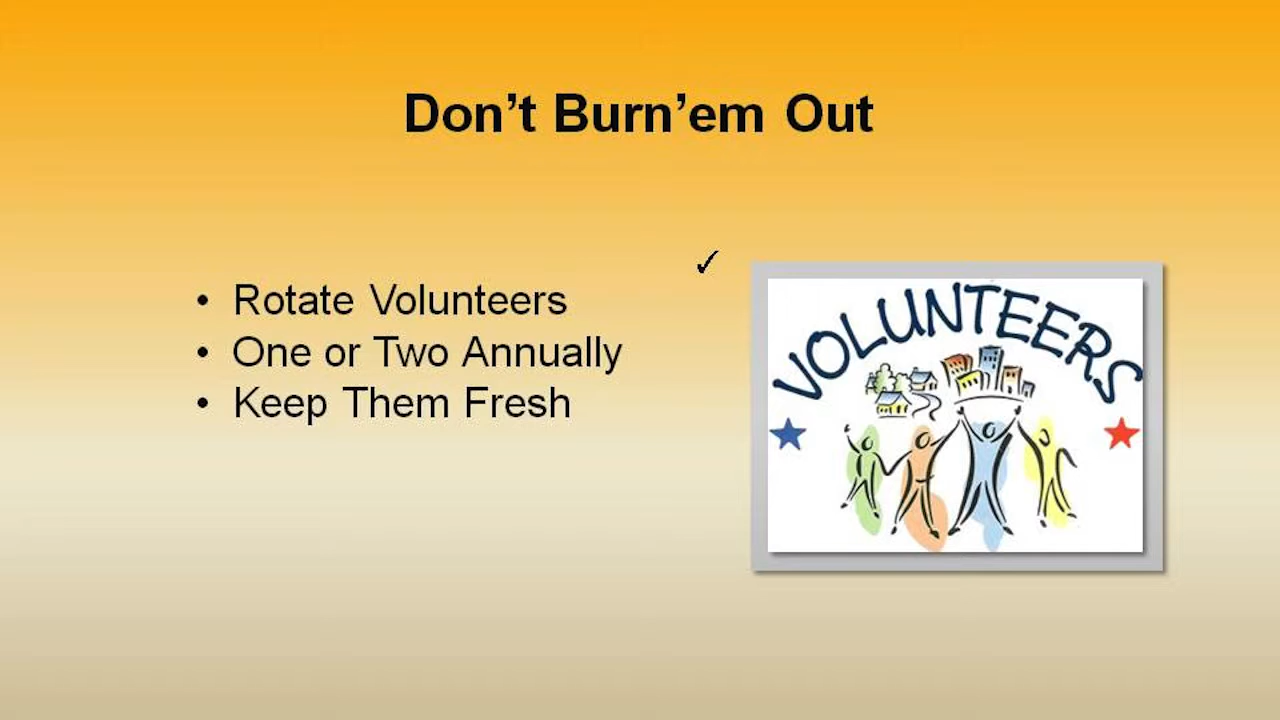 Don’t Burn’em Out
✓
• Rotate Volunteers
• One or Two Annually
• Keep Them Fresh
VOLUNTEERS